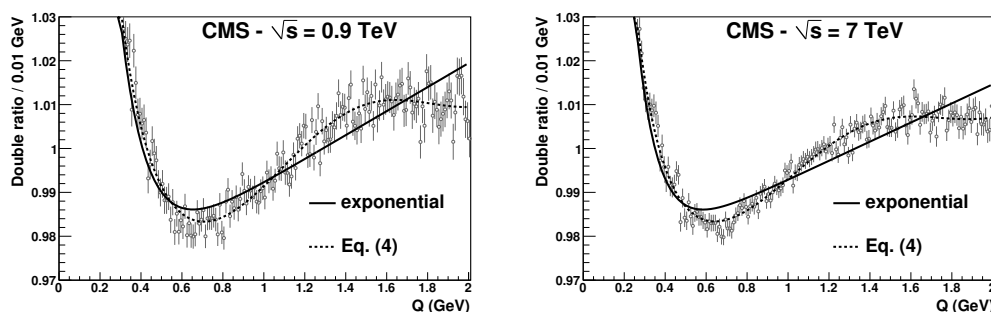 CMS - √s = 0.9 TeV
Double ratio / 0.01 GeV
1.03
1.02
1.01
1
0.99
0.98
0.97
exponential
Eq. (4)
0 0.2 0.4 0.6 0.8 1 1.2 1.4 1.6 1.8 2
Q (GeV)
CMS - √s = 7 TeV
Double ratio / 0.01 GeV
1.03
1.02
1.01
1
0.99
0.98
0.97
exponential
Eq. (4)
0 0.2 0.4 0.6 0.8 1 1.2 1.4 1.6 1.8 2
Q (GeV)